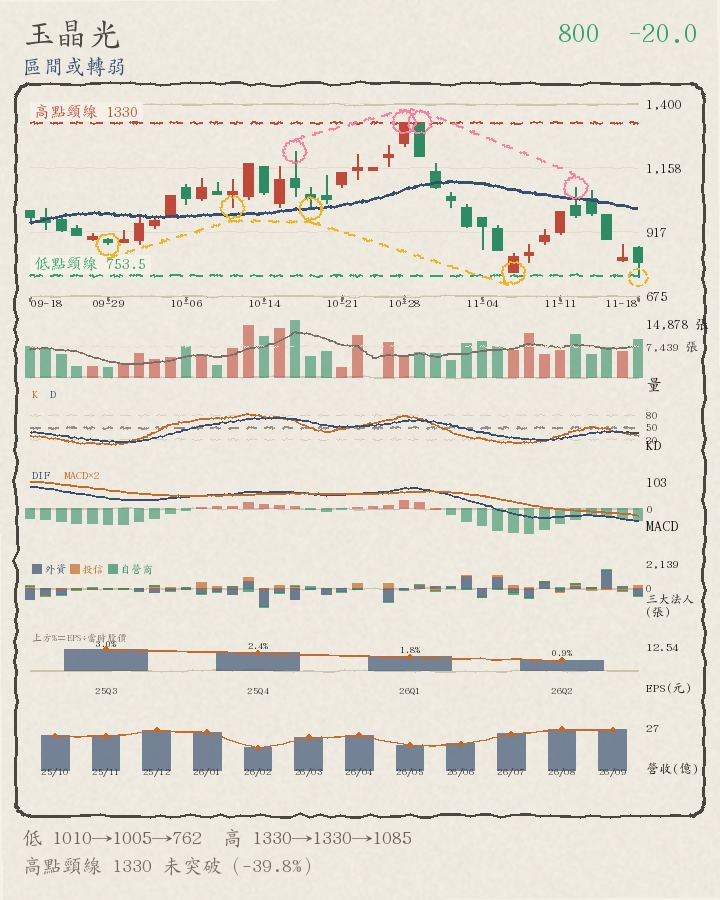 玉晶光
800 -20.0
區間或轉弱
高點頸線 1330
1,400
1,158
917
低點頸線 753.5
675
09-18 09-29 10-06 10-14 10-21 10-28 11-04 11-11 11-18
14,878 張
7,439 張
量
K D
80
50
20
KD
DIF MACD×2
103
0
MACD
外資 投信 自營商
2,139
0
三大法人
(張)
上方%=EPS÷當時股價
3.0% 2.4% 1.8% 0.9%
12.54
25Q3 25Q4 26Q1 26Q2
EPS(元)
27
25/10 25/11 25/12 26/01 26/02 26/03 26/04 26/05 26/06 26/07 26/08 26/09
營收(億)
低 1010→1005→762 高 1330→1330→1085
高點頸線 1330 未突破 (-39.8%)